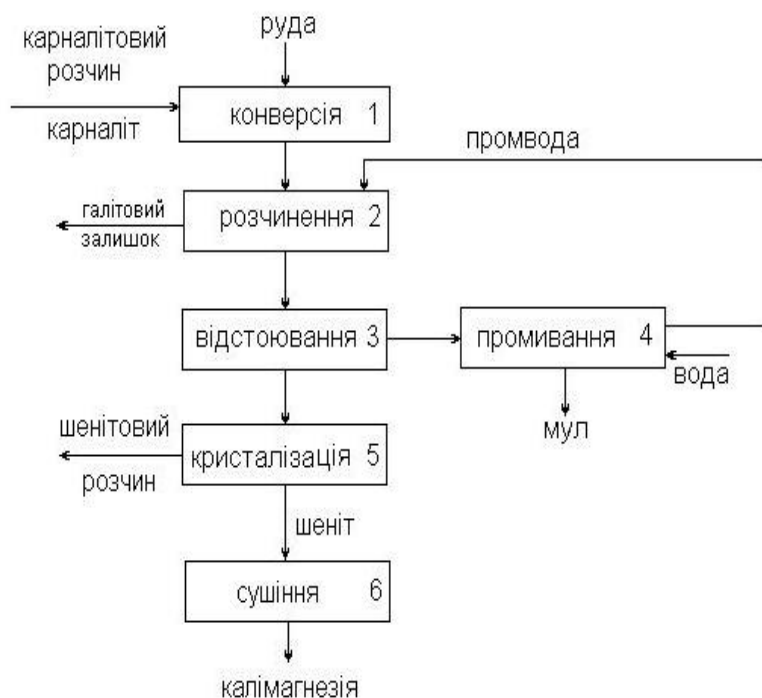 руда
карналітовий
розчин
карналіт
конверсія 1
промвода
розчинення 2
галітовий
залишок
відстоювання 3
промивання 4
вода
мул
шенітовий
розчин
кристалізація 5
шеніт
сушіння 6
калімагнезія